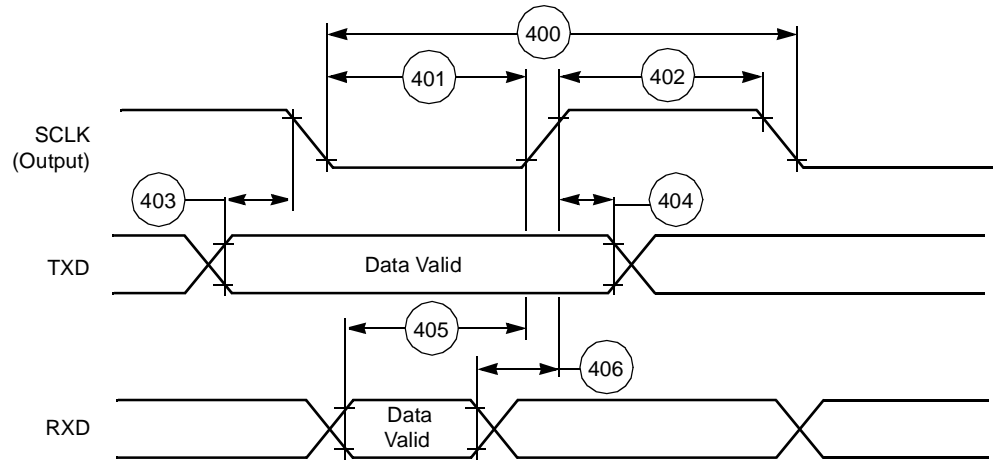 400
401
402
SCLK
(Output)
403
404
TXD
Data Valid
405
406
RXD
Data
Valid